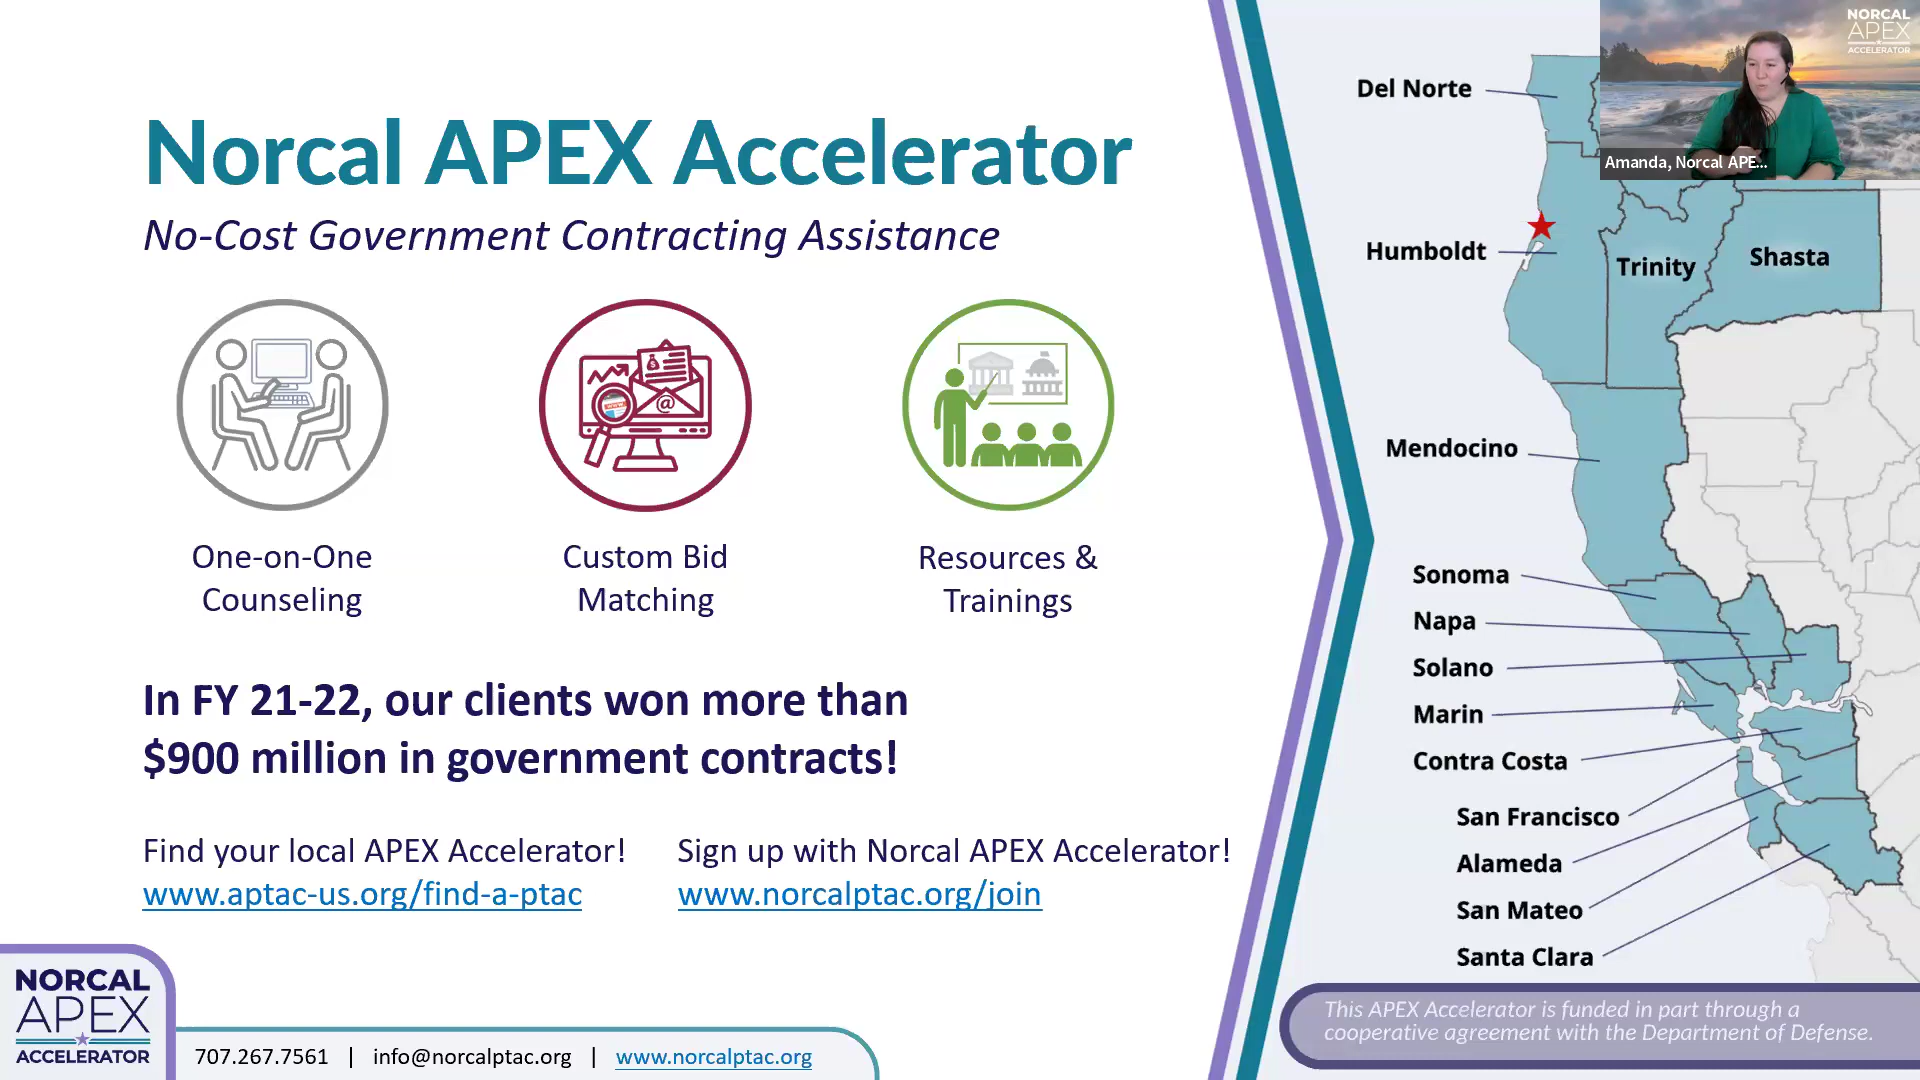 Norcal APEX Accelerator
No-Cost Government Contracting Assistance
One-on-One
Counseling
Custom Bid
Matching
Resources &
Trainings
In FY 21-22, our clients won more than
$900 million in government contracts!
Find your local APEX Accelerator!
www.aptac-us.org/find-a-ptac
Sign up with Norcal APEX Accelerator!
www.norcalptac.org/join
NORCAL
APEX
ACCELERATOR
707.267.7561 | info@norcalptac.org | www.norcalptac.org
Del Norte
Humboldt
Trinity
Shasta
Mendocino
Sonoma
Napa
Solano
Marin
Contra Costa
San Francisco
Alameda
San Mateo
Santa Clara
This APEX Accelerator is funded in part through a
cooperative agreement with the Department of Defense.
NORCAL
APEX
ACCELERATOR
Amanda, Norcal APE...
www
@
$